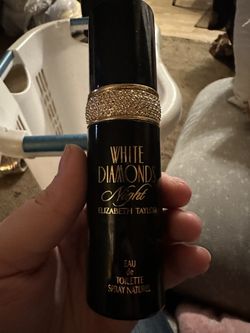 WHITE
DIAMONDS
Night
ELIZABETH TAYLOR
EAU
de
TOILETTE
SPRAY NATUREL